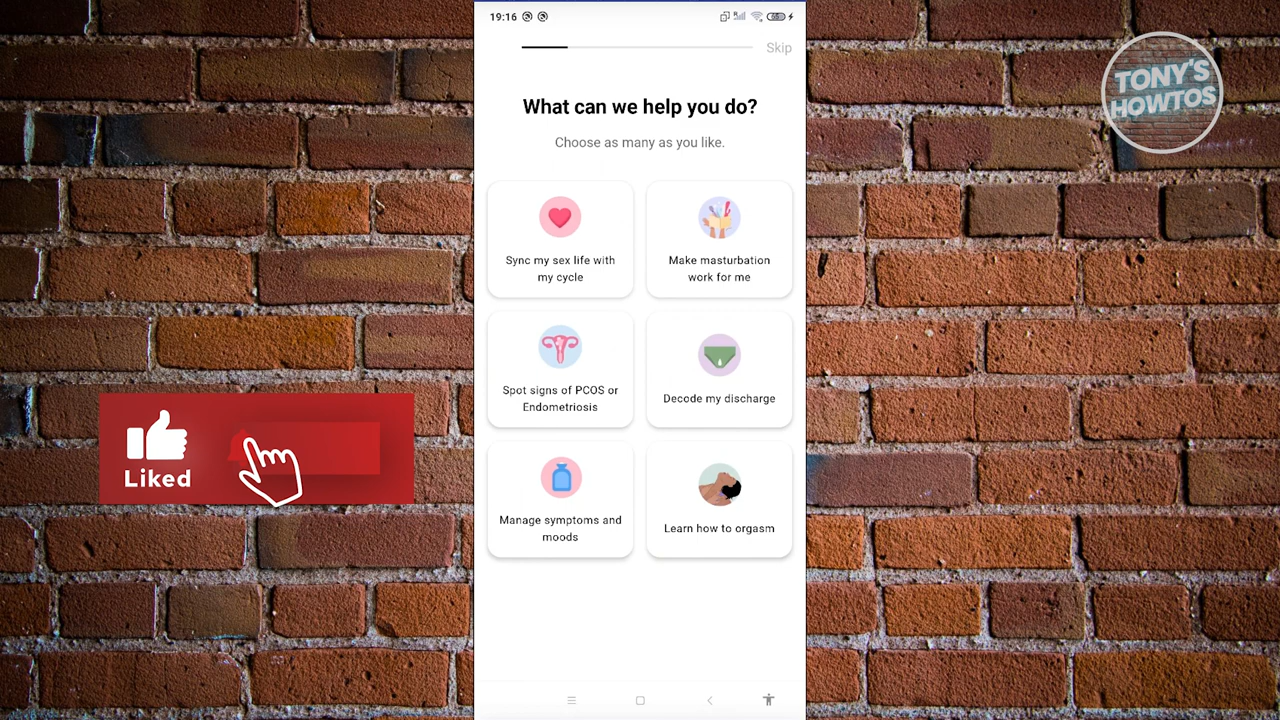 19:16
Skip
What can we help you do?
Choose as many as you like.
Sync my sex life with
my cycle
Make masturbation
work for me
Spot signs of PCOS or
Endometriosis
Decode my discharge
Manage symptoms and
moods
Learn how to orgasm
Liked
TONY'S
HOWTOS